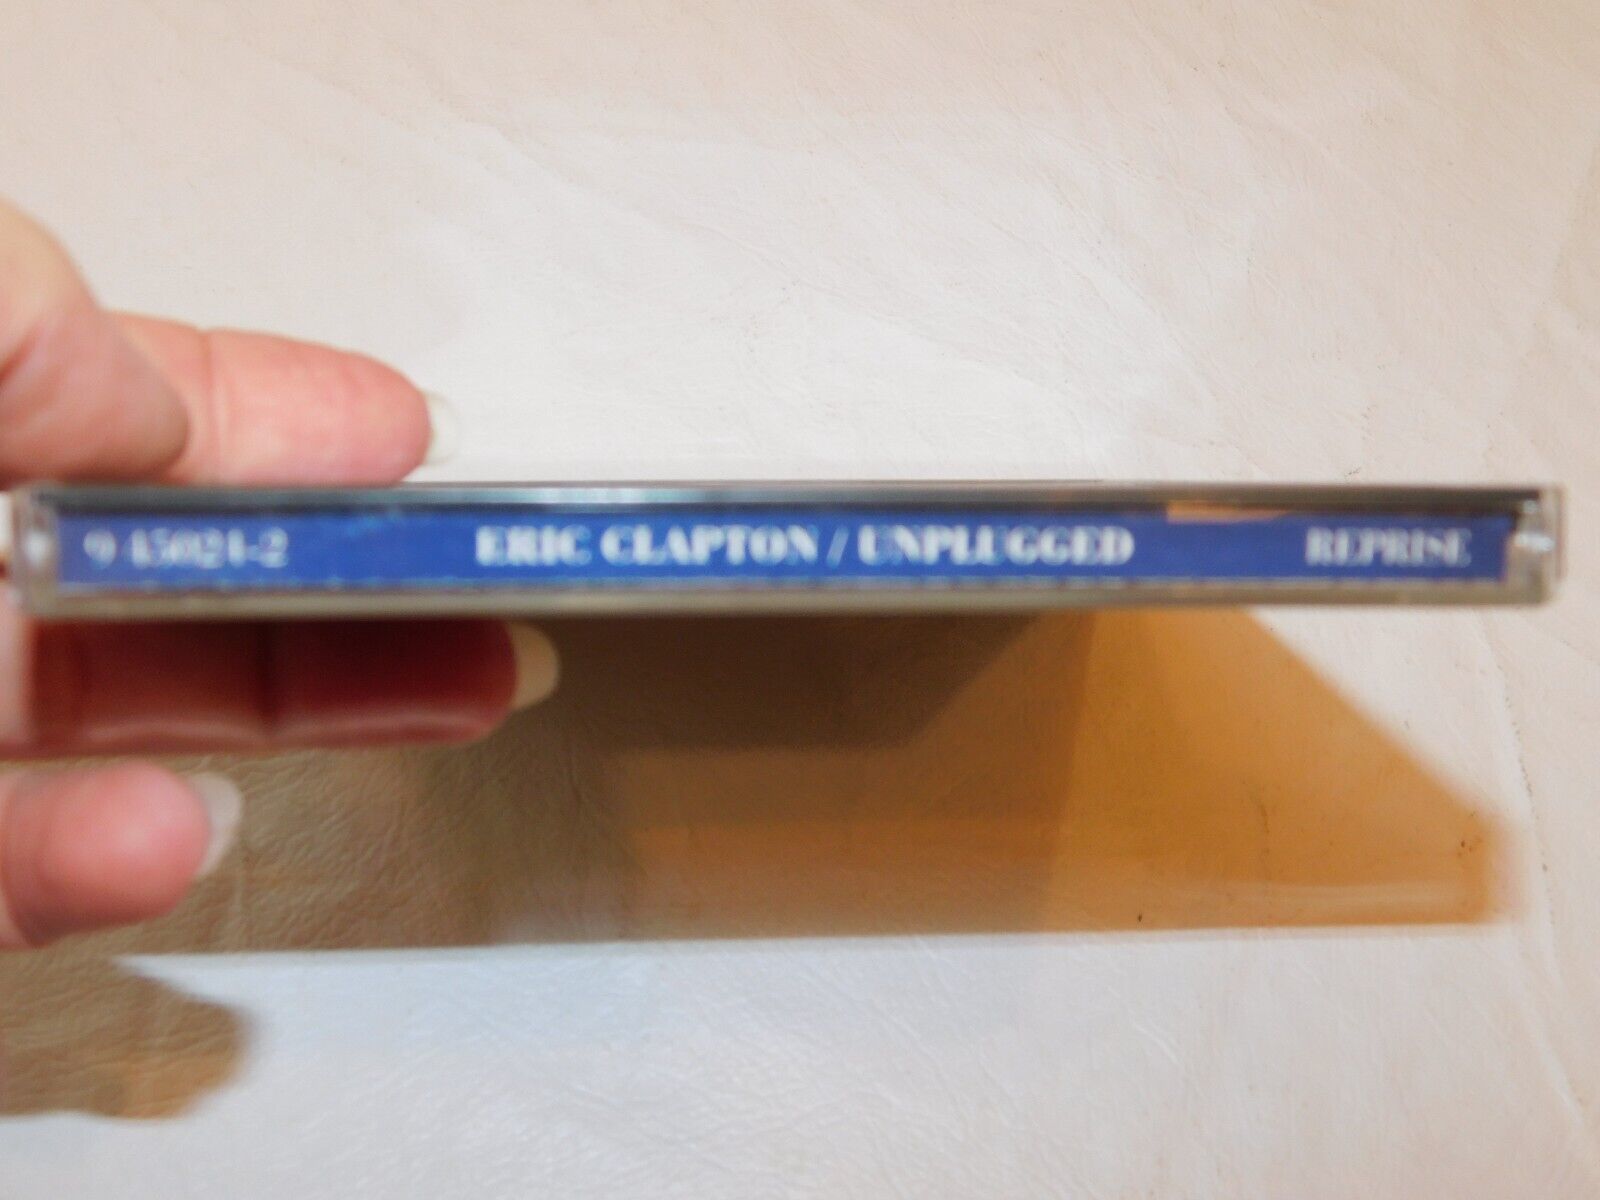 9 45024-2 ERIC CLAPTON / UNPLUGGED REPRISE